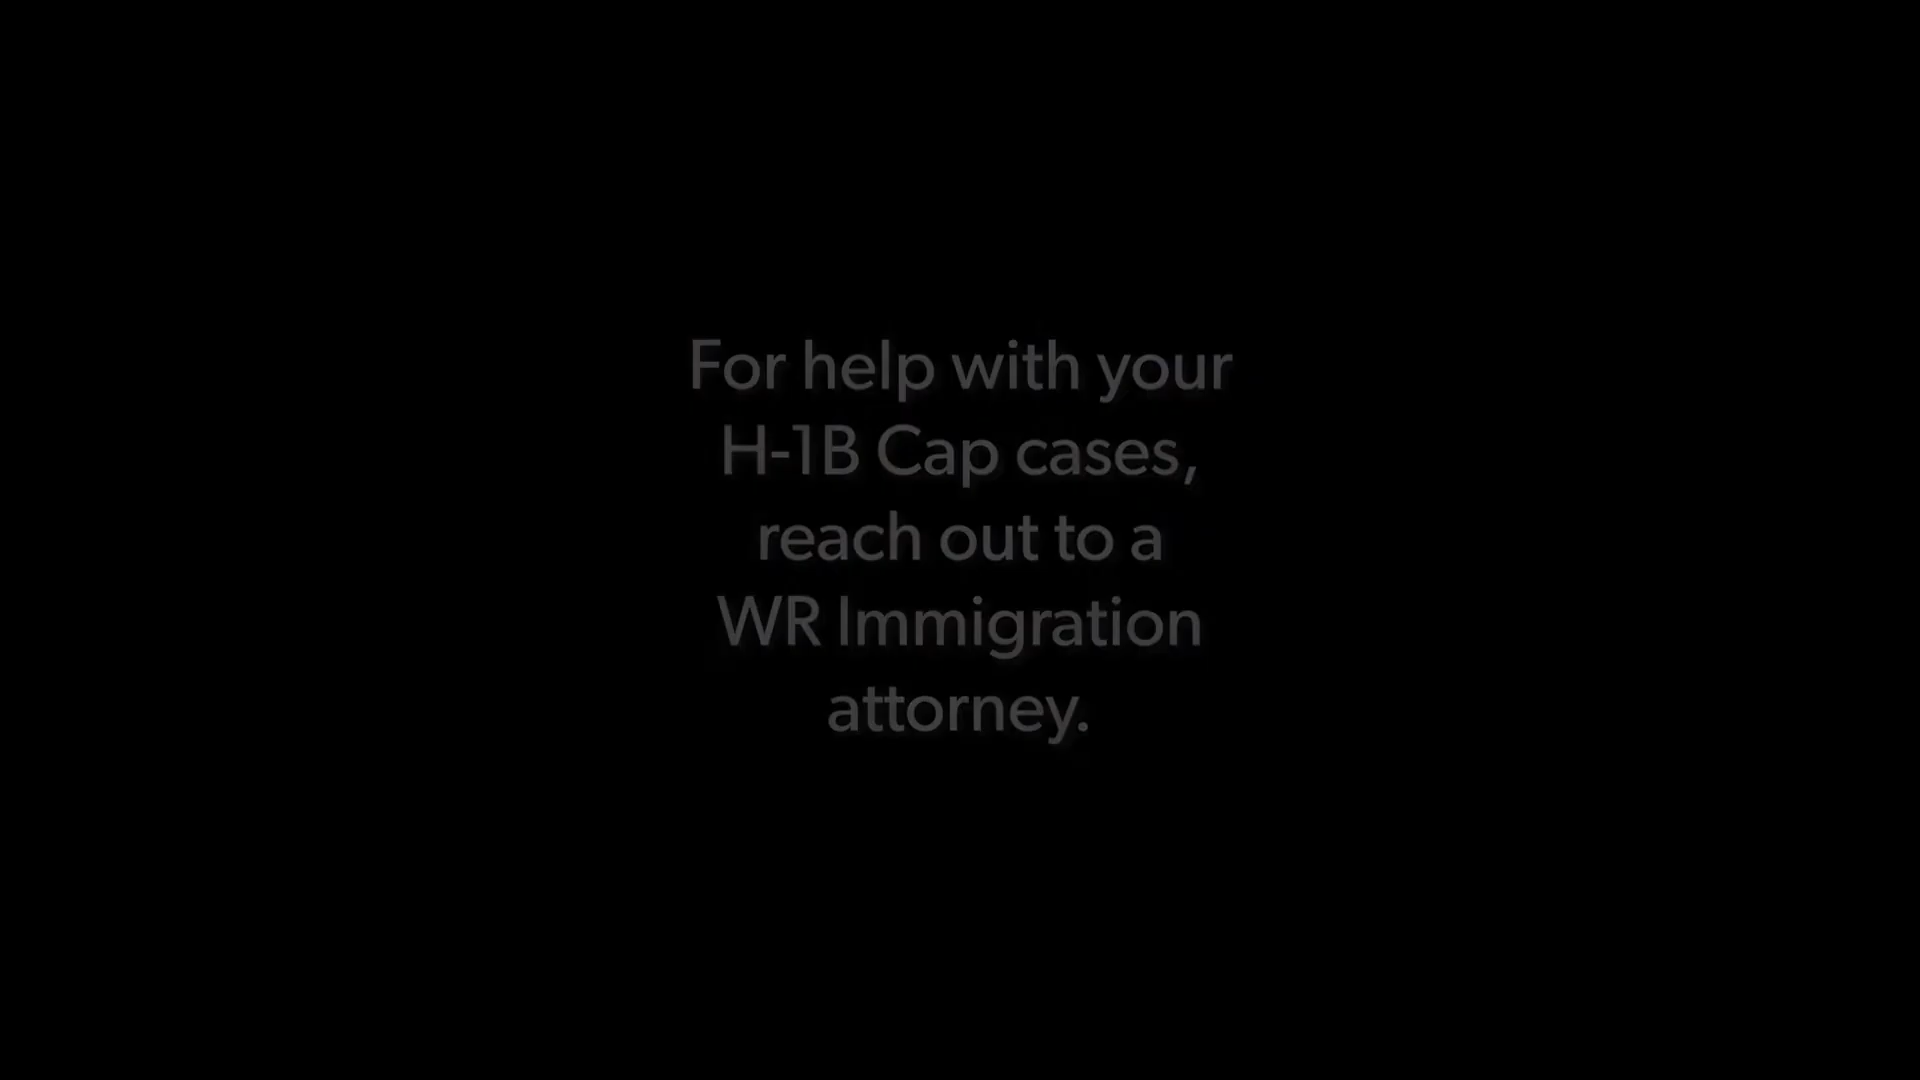 For help with your
H-1B Cap cases,
reach out to a
WR Immigration
attorney.